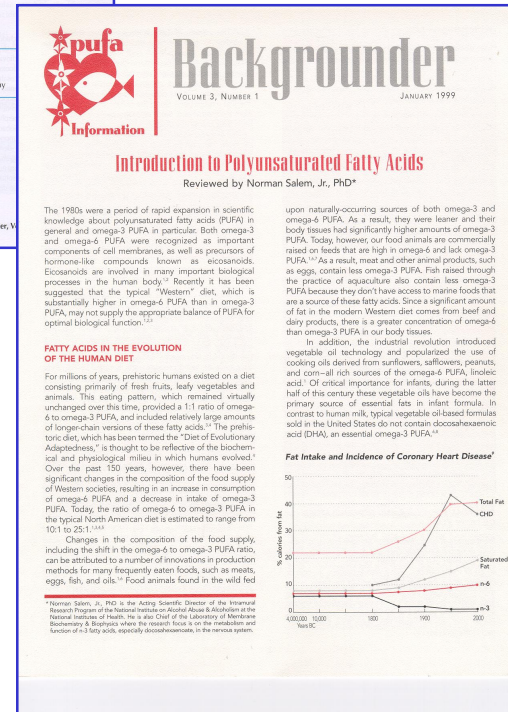 pufa
Information
Backgrounder
VOLUME 3, NUMBER 1
JANUARY 1999
Introduction to Polyunsaturated Fatty Acids
Reviewed by Norman Salem, Jr., PhD*
The 1980s were a period of rapid expansion in scientific
knowledge about polyunsaturated fatty acids (PUFA) in
general and omega-3 PUFA in particular. Both omega-3
and omega-6 PUFA were recognized as important
components of cell membranes, as well as precursors of
hormone-like compounds known as eicosanoids.
Eicosanoids are involved in many important biological
processes in the human body. Recently it has been
suggested that the typical "Western" diet, which is
substantially higher in omega-6 PUFA than in omega-3
PUFA, may not supply the appropriate balance of PUFA for
optimal biological function.
FATTY ACIDS IN THE EVOLUTION
OF THE HUMAN DIET
For millions of years, prehistoric humans existed on a diet
consisting primarily of fresh fruits, leafy vegetables and
animals. This eating pattern, which remained virtually
unchanged over this time, provided a 1:1 ratio of omega-
6 to omega-3 PUFA, and included relatively large amounts
of longer-chain versions of these fatty acids. The prehis-
toric diet, which has been termed the "Diet of Evolutionary
Adaptedness," is thought to be reflective of the biochem-
ical and physiological milieu in which humans evolved.
Over the past 150 years, however, there have been
significant changes in the composition of the food supply
of Western societies, resulting in an increase in consumption
of omega-6 PUFA and a decrease in intake of omega-3
PUFA. Today, the ratio of omega-6 to omega-3 PUFA in
the typical North American diet is estimated to range from
10:1 to 25:1.
Changes in the composition of the food supply,
including the shift in the omega-6 to omega-3 PUFA ratio,
can be attributed to a number of innovations in production
methods for many frequently eaten foods, such as meats,
eggs, fish, and oils. Food animals found in the wild fed
* Norman Salem, Jr., PhD is the Acting Scientific Director of the Intramural
Research Program of the National Institute on Alcohol Abuse & Alcoholism at the
National Institutes of Health. He is also Chief of the Laboratory of Membrane
Biochemistry & Biophysics where the research focus is on the metabolism and
function of n-3 fatty acids, especially docosahexaenoate, in the nervous system.
upon naturally-occurring sources of both omega-3 and
omega-6 PUFA. As a result, they were leaner and their
body tissues had significantly higher amounts of omega-3
PUFA. Today, however, our food animals are commercially
raised on feeds that are high in omega-6 and lack omega-3
PUFA. As a result, meat and other animal products, such
as eggs, contain less omega-3 PUFA. Fish raised through
the practice of aquaculture also contain less omega-3
PUFA because they don't have access to marine foods that
are a source of these fatty acids. Since a significant amount
of fat in the modern Western diet comes from beef and
dairy products, there is a greater concentration of omega-6
than omega-3 PUFA in our body tissues.
In addition, the industrial revolution introduced
vegetable oil technology and popularized the use of
cooking oils derived from sunflowers, safflowers, peanuts,
and corn—all rich sources of the omega-6 PUFA, linoleic
acid. Of critical importance for infants, during the latter
half of this century these vegetable oils have become the
primary source of essential fats in infant formula. In
contrast to human milk, typical vegetable oil-based formulas
sold in the United States do not contain docosahexaenoic
acid (DHA), an essential omega-3 PUFA.
Fat Intake and Incidence of Coronary Heart Disease
% calories from fat
50
40
30
20
10
0
Total Fat
CHD
Saturated
Fat
n-6
n-3
4,000,000 10,000 1800 1900 2000
Years BC
er, V